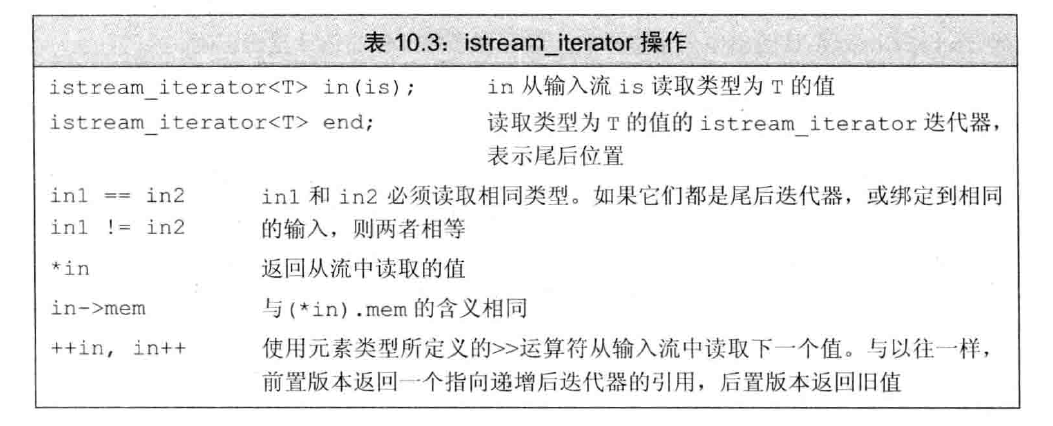 表 10.3：istream_iterator 操作
istream_iterator<T> in(is); in 从输入流 is 读取类型为 T 的值
istream_iterator<T> end; 读取类型为 T 的值的 istream_iterator 迭代器，
表示尾后位置
in1 == in2 in1 和 in2 必须读取相同类型。如果它们都是尾后迭代器，或绑定到相同
in1 != in2 的输入，则两者相等
*in 返回从流中读取的值
in->mem 与(*in).mem 的含义相同
++in, in++ 使用元素类型所定义的>>运算符从输入流中读取下一个值。与以往一样，
前置版本返回一个指向递增后迭代器的引用，后置版本返回旧值